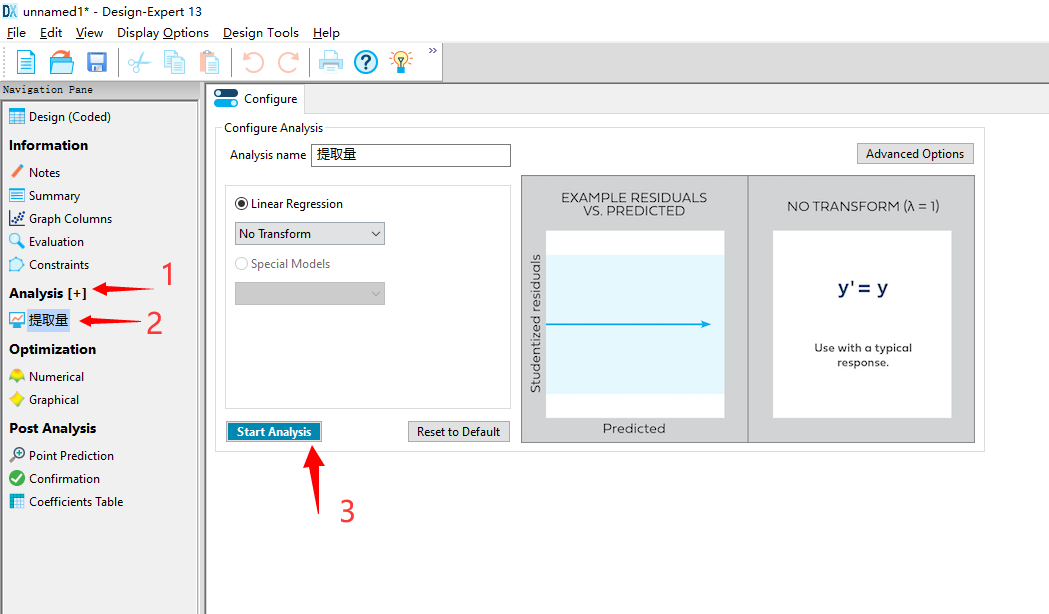 unnamed1* - Design-Expert 13
File Edit View Display Options Design Tools Help
»
Navigation Pane
Design (Coded)
Information
Notes
Summary
Graph Columns
Evaluation
Constraints
Analysis [+]
1
提取量
2
Optimization
Numerical
Graphical
Post Analysis
Point Prediction
Confirmation
Coefficients Table
Configure
Configure Analysis
Analysis name 提取量
Advanced Options
Linear Regression
No Transform
Special Models
Start Analysis
Reset to Default
3
EXAMPLE RESIDUALS
VS. PREDICTED
Studentized residuals
Predicted
NO TRANSFORM (λ = 1)
y'= y
Use with a typical
response.